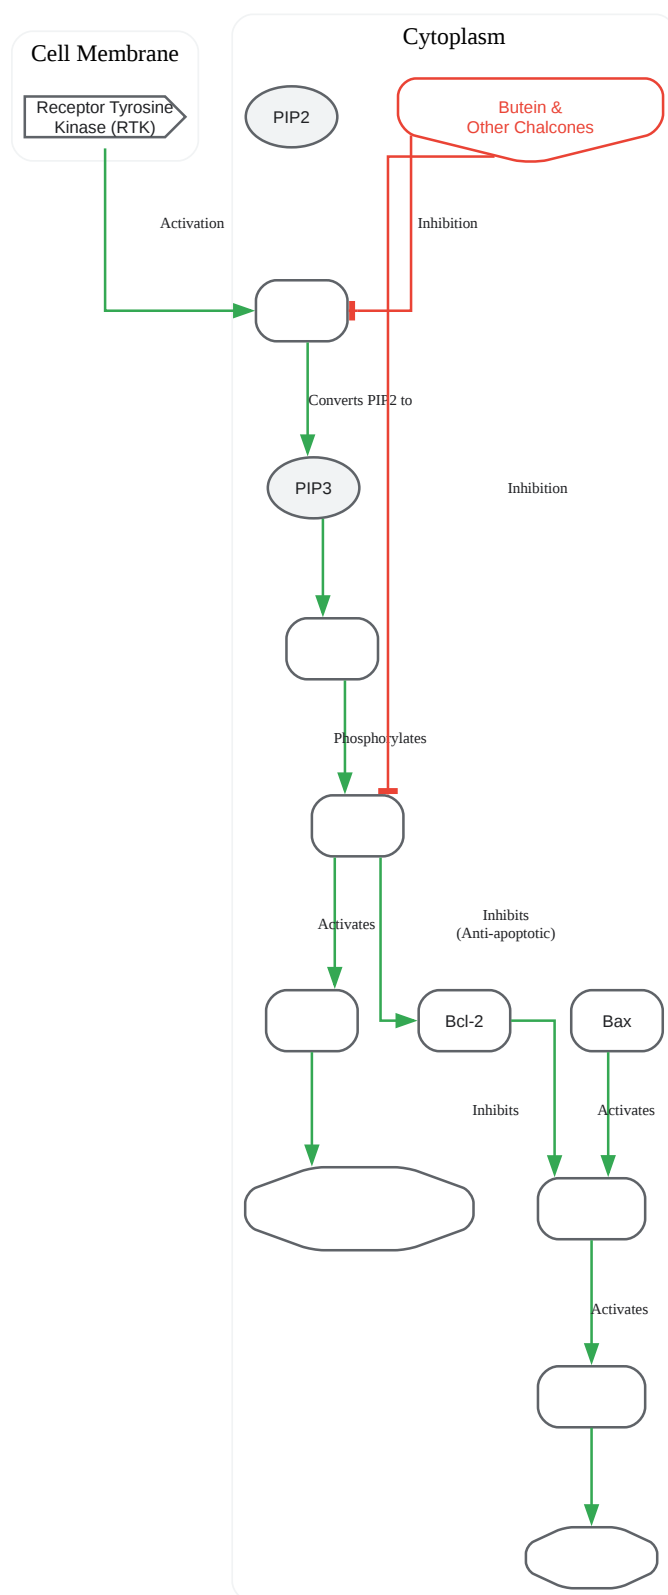 Cell Membrane
Cytoplasm
Receptor Tyrosine
Kinase (RTK)
PIP2
Butein &
Other Chalcones
Activation
Inhibition
Converts PIP2 to
PIP3
Inhibition
Phosphorylates
Activates
Inhibits
(Anti-apoptotic)
Bcl-2
Bax
Inhibits
Activates
Activates